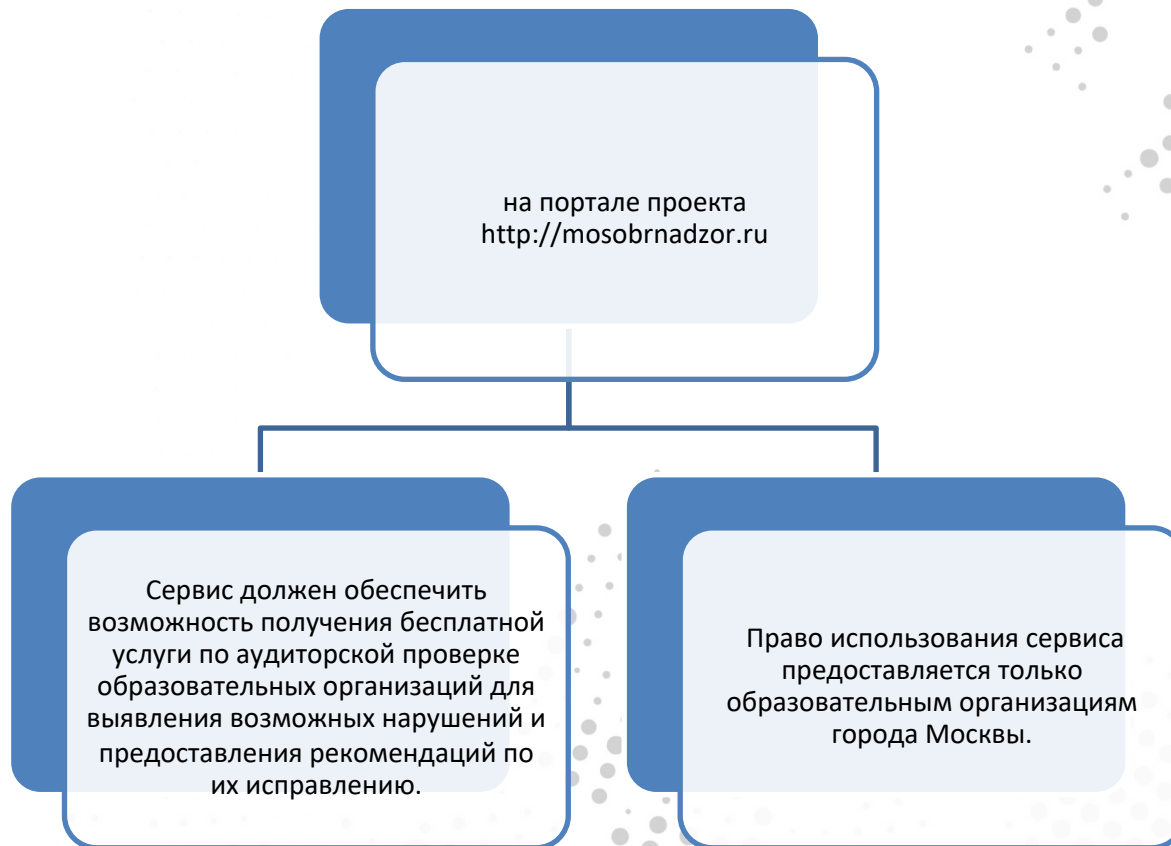 на портале проекта
http://mosobrnadzor.ru
Сервис должен обеспечить
возможность получения бесплатной
услуги по аудиторской проверке
образовательных организаций для
выявления возможных нарушений и
предоставления рекомендаций по
их исправлению.
Право использования сервиса
предоставляется только
образовательным организациям
города Москвы.